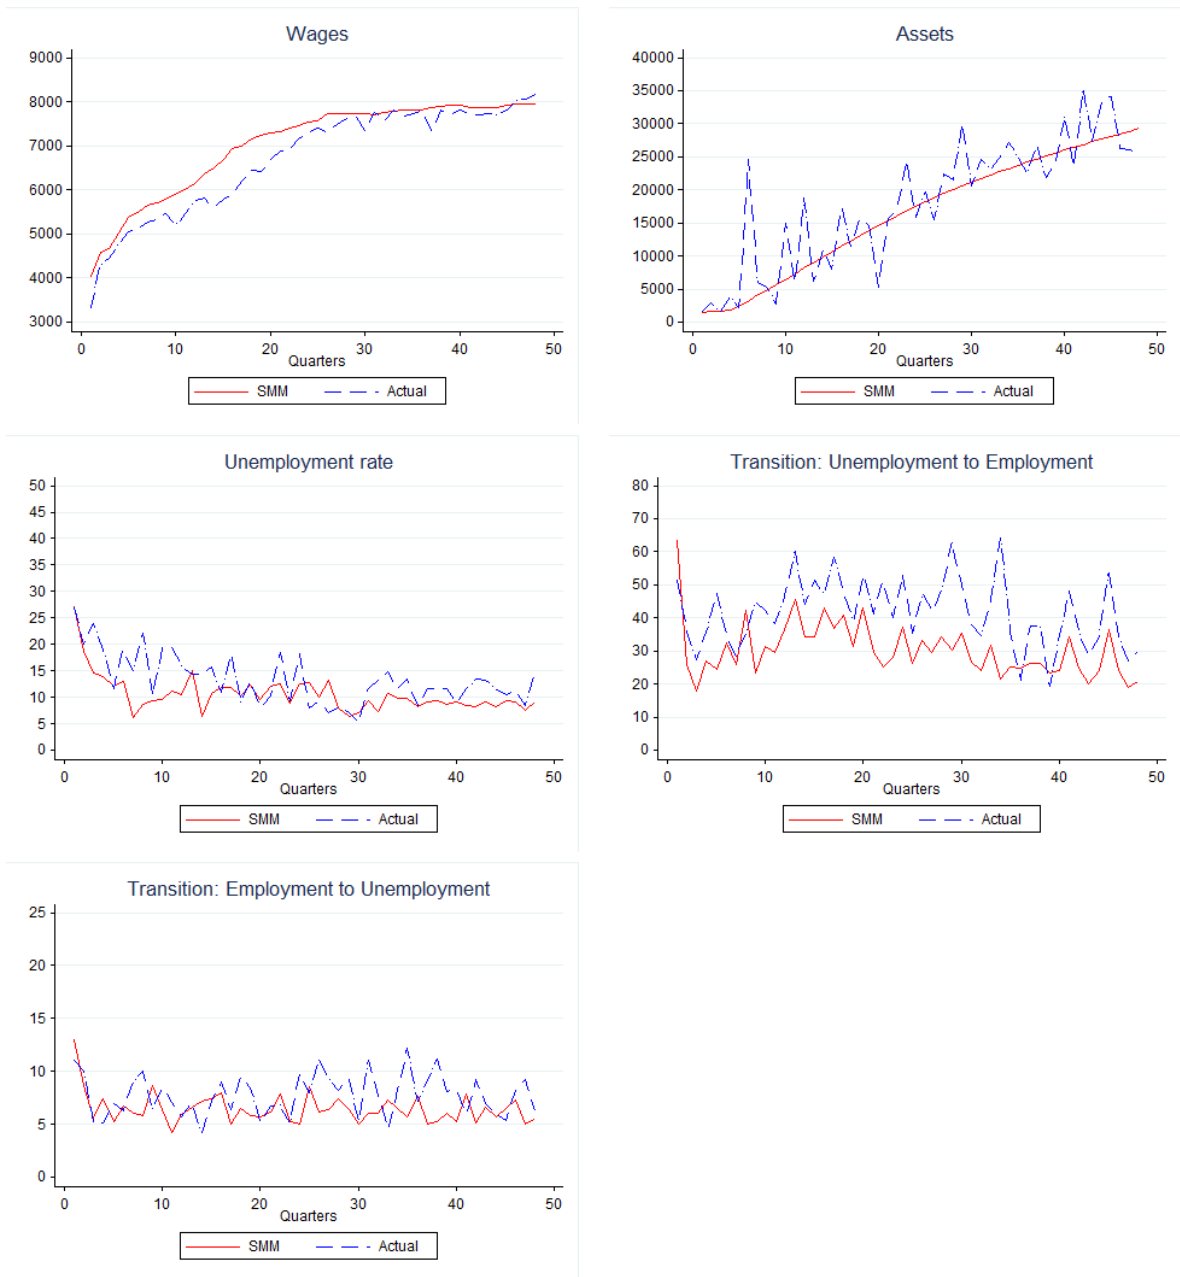 Wages
9000
8000
7000
6000
5000
4000
3000
0 10 20 30 40 50
Quarters
SMM Actual
Assets
40000
35000
30000
25000
20000
15000
10000
5000
0
0 10 20 30 40 50
Quarters
SMM Actual
Unemployment rate
50
45
40
35
30
25
20
15
10
5
0
0 10 20 30 40 50
Quarters
SMM Actual
Transition: Unemployment to Employment
80
70
60
50
40
30
20
10
0
0 10 20 30 40 50
Quarters
SMM Actual
Transition: Employment to Unemployment
25
20
15
10
5
0
0 10 20 30 40 50
Quarters
SMM Actual